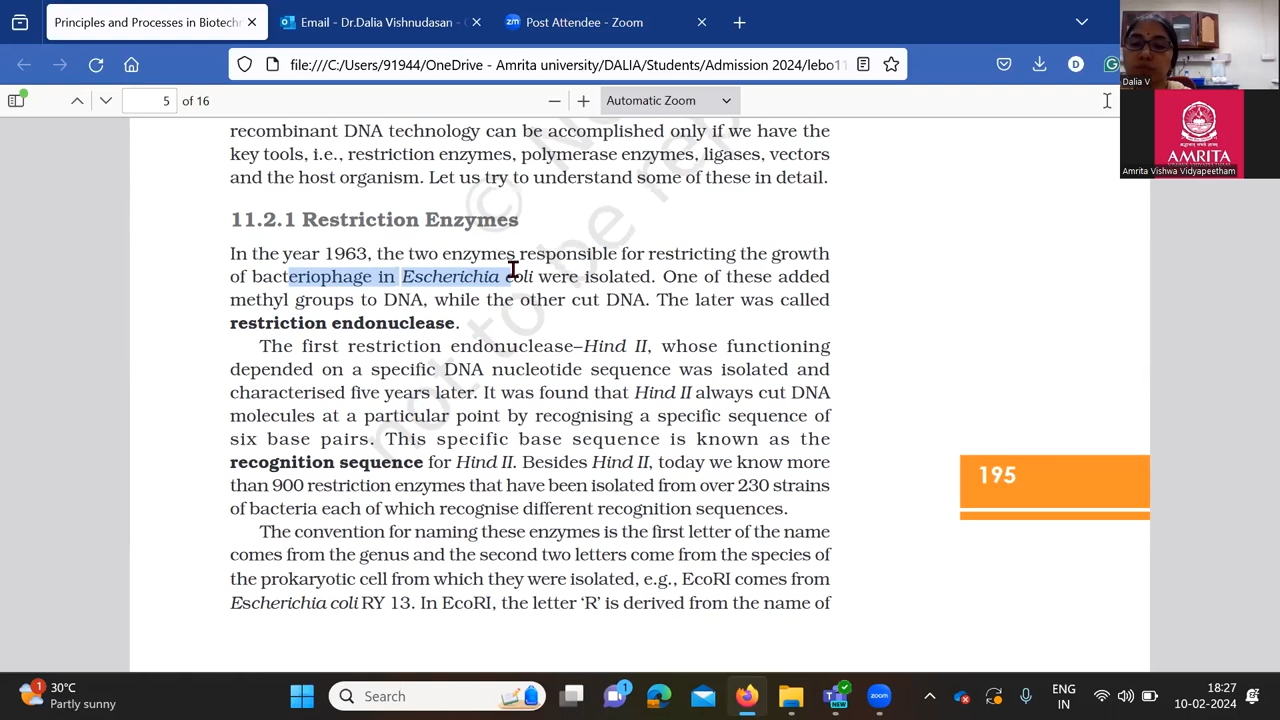 Principles and Processes in Biotechn
Email - Dr.Dalia Vishnudasan -
Post Attendee - Zoom
file:///C:/Users/91944/OneDrive - Amrita university/DALIA/Students/Admission 2024/lebo11
Dalia V
AMRITA
Amrita Vishwa Vidyapeetham
5 of 16
Automatic Zoom
recombinant DNA technology can be accomplished only if we have the
key tools, i.e., restriction enzymes, polymerase enzymes, ligases, vectors
and the host organism. Let us try to understand some of these in detail.
11.2.1 Restriction Enzymes
In the year 1963, the two enzymes responsible for restricting the growth
of bacteriophage in Escherichia coli were isolated. One of these added
methyl groups to DNA, while the other cut DNA. The later was called
restriction endonuclease.
The first restriction endonuclease–Hind II, whose functioning
depended on a specific DNA nucleotide sequence was isolated and
characterised five years later. It was found that Hind II always cut DNA
molecules at a particular point by recognising a specific sequence of
six base pairs. This specific base sequence is known as the
recognition sequence for Hind II. Besides Hind II, today we know more
than 900 restriction enzymes that have been isolated from over 230 strains
of bacteria each of which recognise different recognition sequences.
195
The convention for naming these enzymes is the first letter of the name
comes from the genus and the second two letters come from the species of
the prokaryotic cell from which they were isolated, e.g., EcoRI comes from
Escherichia coli RY 13. In EcoRI, the letter ‘R’ is derived from the name of
not to be re
30°C
Partly sunny
Search
ENG
IN
18:27
10-02-2024